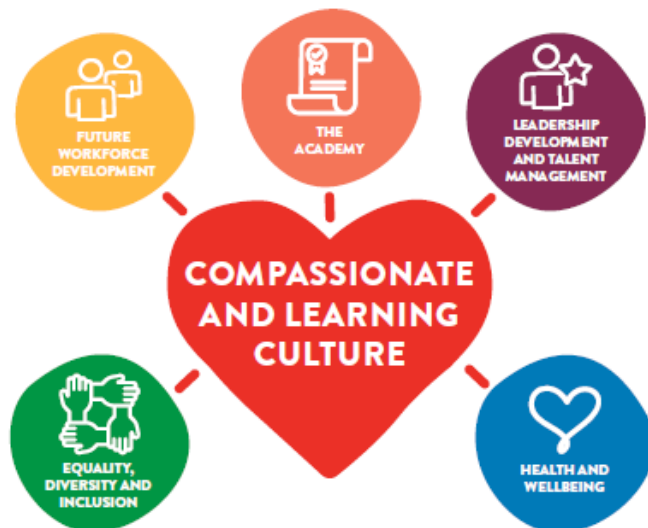 FUTURE
WORKFORCE
DEVELOPMENT
THE
ACADEMY
LEADERSHIP
DEVELOPMENT
AND TALENT
MANAGEMENT
COMPASSIONATE
AND LEARNING
CULTURE
EQUALITY,
DIVERSITY AND
INCLUSION
HEALTH AND
WELLBEING